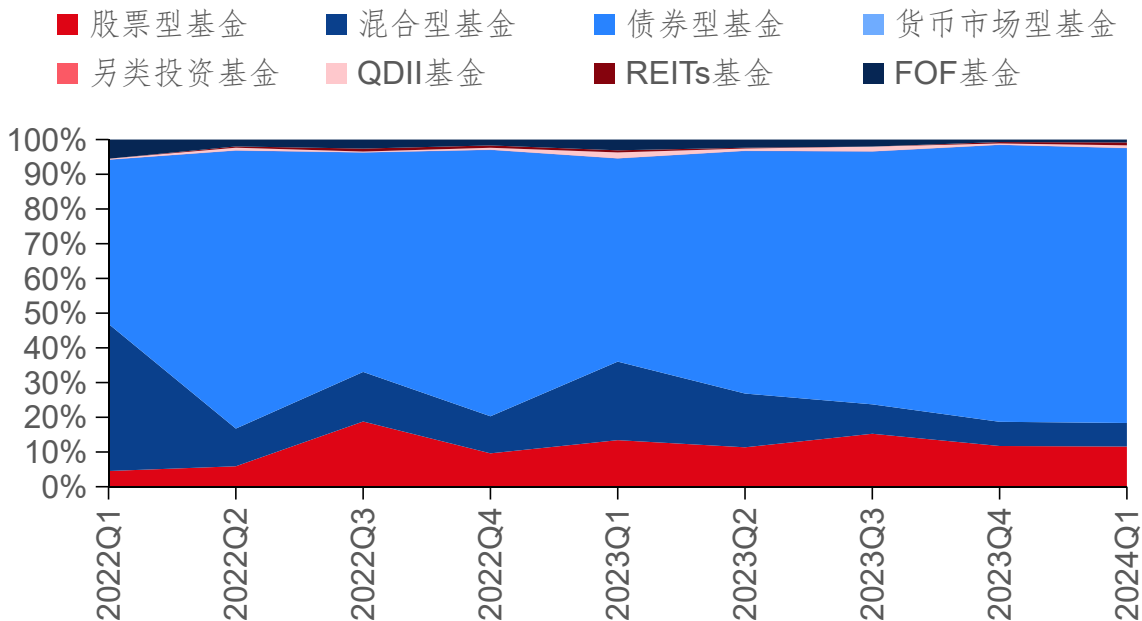 股票型基金 混合型基金 债券型基金 货币市场型基金
另类投资基金 QDII基金 REITs基金 FOF基金
100%
90%
80%
70%
60%
50%
40%
30%
20%
10%
0%
2022Q1
2022Q2
2022Q3
2022Q4
2023Q1
2023Q2
2023Q3
2023Q4
2024Q1